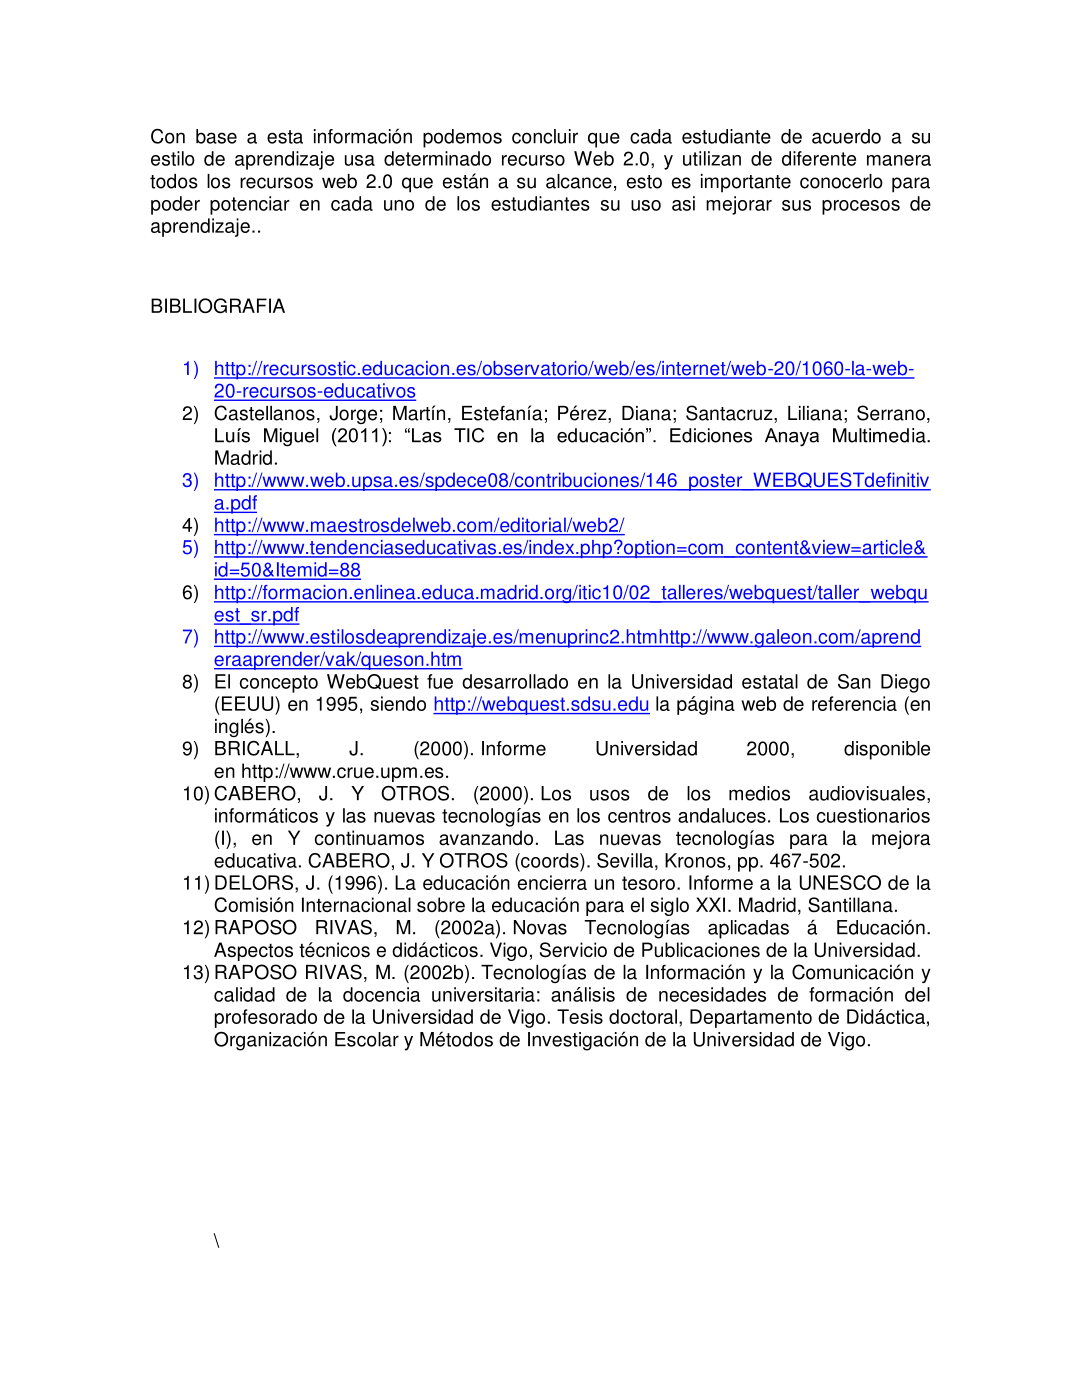 Con base a esta información podemos concluir que cada estudiante de acuerdo a su
estilo de aprendizaje usa determinado recurso Web 2.0, y utilizan de diferente manera
todos los recursos web 2.0 que están a su alcance, esto es importante conocerlo para
poder potenciar en cada uno de los estudiantes su uso asi mejorar sus procesos de
aprendizaje..
BIBLIOGRAFIA
1) http://recursostic.educacion.es/observatorio/web/es/internet/web-20/1060-la-web-
20-recursos-educativos
2) Castellanos, Jorge; Martín, Estefanía; Pérez, Diana; Santacruz, Liliana; Serrano,
Luís Miguel (2011): “Las TIC en la educación”. Ediciones Anaya Multimedia.
Madrid.
3) http://www.web.upsa.es/spdece08/contribuciones/146_poster_WEBQUESTdefinitiv
a.pdf
4) http://www.maestrosdelweb.com/editorial/web2/
5) http://www.tendenciaseducativas.es/index.php?option=com_content&view=article&
id=50&Itemid=88
6) http://formacion.enlinea.educa.madrid.org/itic10/02_talleres/webquest/taller_webqu
est_sr.pdf
7) http://www.estilosdeaprendizaje.es/menuprinc2.htmhttp://www.galeon.com/aprend
eraaprender/vak/queson.htm
8) El concepto WebQuest fue desarrollado en la Universidad estatal de San Diego
(EEUU) en 1995, siendo http://webquest.sdsu.edu la página web de referencia (en
inglés).
9) BRICALL, J. (2000). Informe Universidad 2000, disponible
en http://www.crue.upm.es.
10) CABERO, J. Y OTROS. (2000). Los usos de los medios audiovisuales,
informáticos y las nuevas tecnologías en los centros andaluces. Los cuestionarios
(I), en Y continuamos avanzando. Las nuevas tecnologías para la mejora
educativa. CABERO, J. Y OTROS (coords). Sevilla, Kronos, pp. 467-502.
11) DELORS, J. (1996). La educación encierra un tesoro. Informe a la UNESCO de la
Comisión Internacional sobre la educación para el siglo XXI. Madrid, Santillana.
12) RAPOSO RIVAS, M. (2002a). Novas Tecnologías aplicadas á Educación.
Aspectos técnicos e didácticos. Vigo, Servicio de Publicaciones de la Universidad.
13) RAPOSO RIVAS, M. (2002b). Tecnologías de la Información y la Comunicación y
calidad de la docencia universitaria: análisis de necesidades de formación del
profesorado de la Universidad de Vigo. Tesis doctoral, Departamento de Didáctica,
Organización Escolar y Métodos de Investigación de la Universidad de Vigo.
\